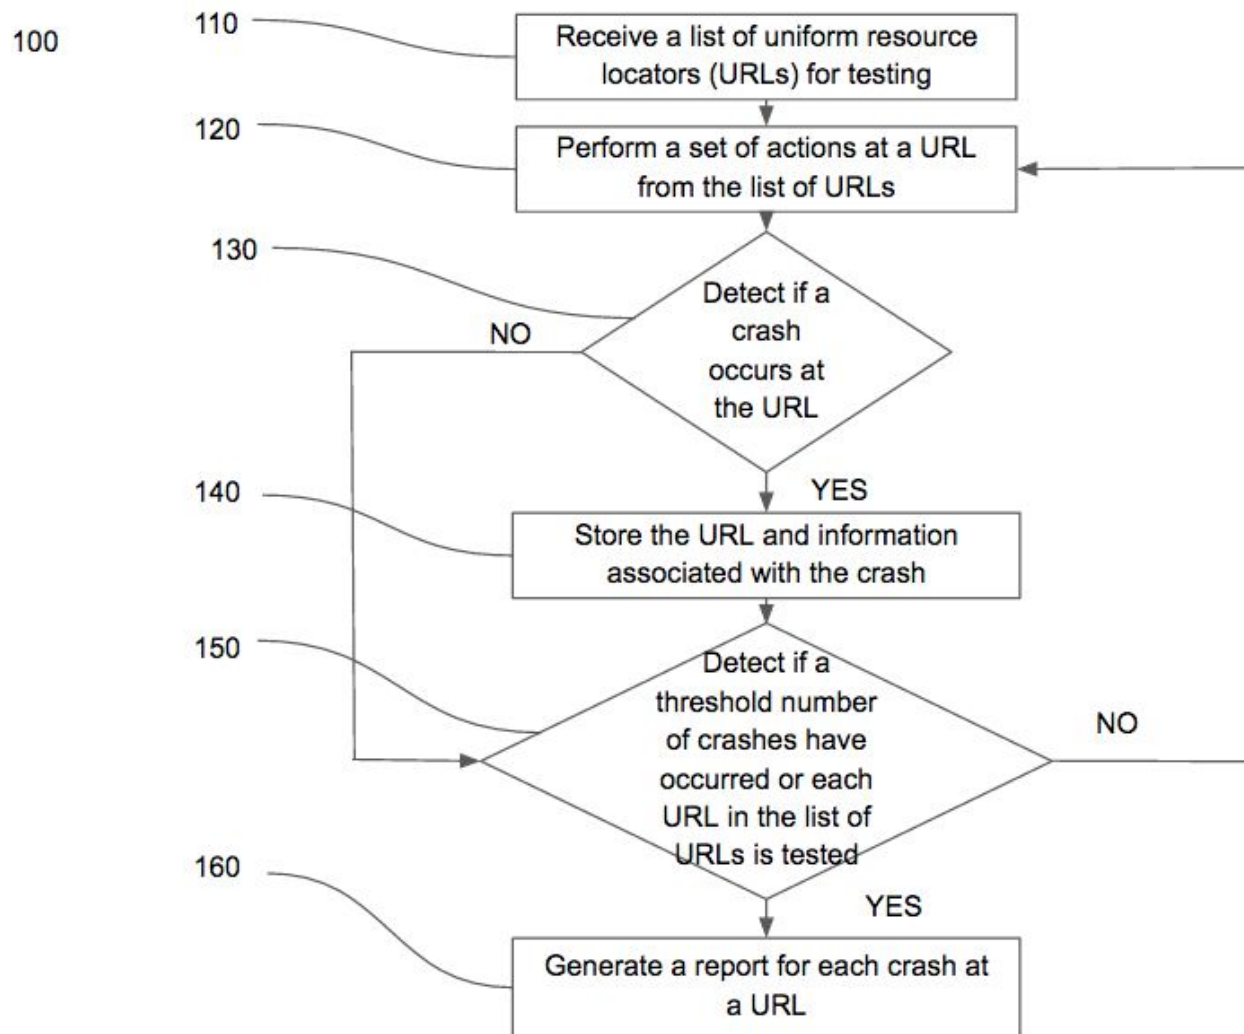 100
110
Receive a list of uniform resource
locators (URLs) for testing
120
Perform a set of actions at a URL
from the list of URLs
130
Detect if a
crash
occurs at
the URL
NO
YES
140
Store the URL and information
associated with the crash
150
Detect if a
threshold number
of crashes have
occurred or each
URL in the list of
URLs is tested
NO
YES
160
Generate a report for each crash at
a URL